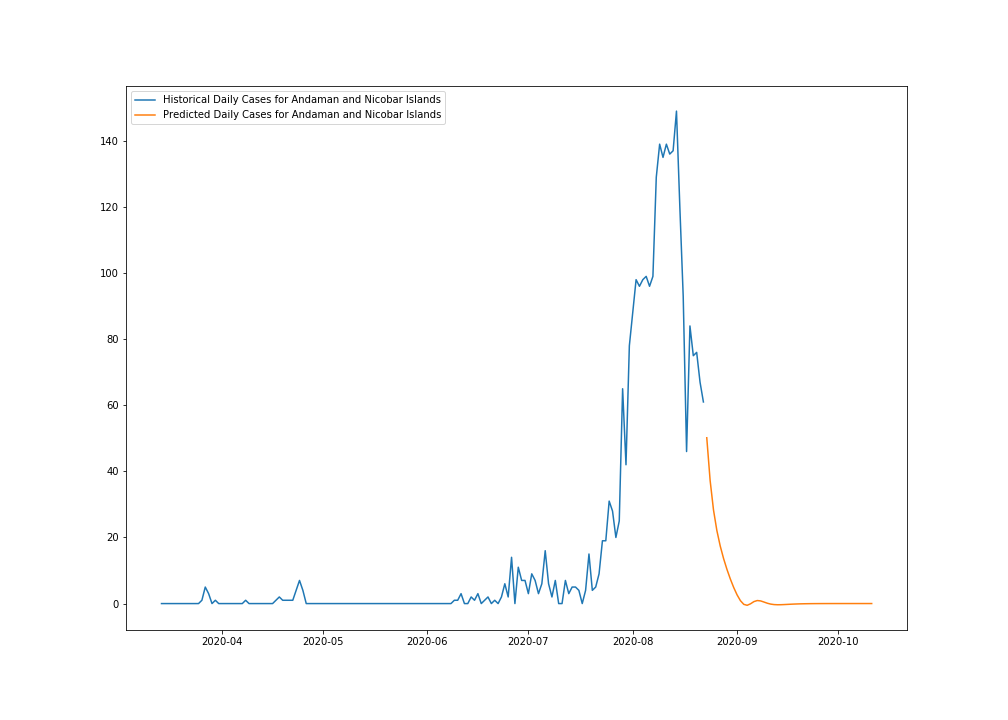 Historical Daily Cases for Andaman and Nicobar Islands
Predicted Daily Cases for Andaman and Nicobar Islands
140
120
100
80
60
40
20
0
2020-04 2020-05 2020-06 2020-07 2020-08 2020-09 2020-10